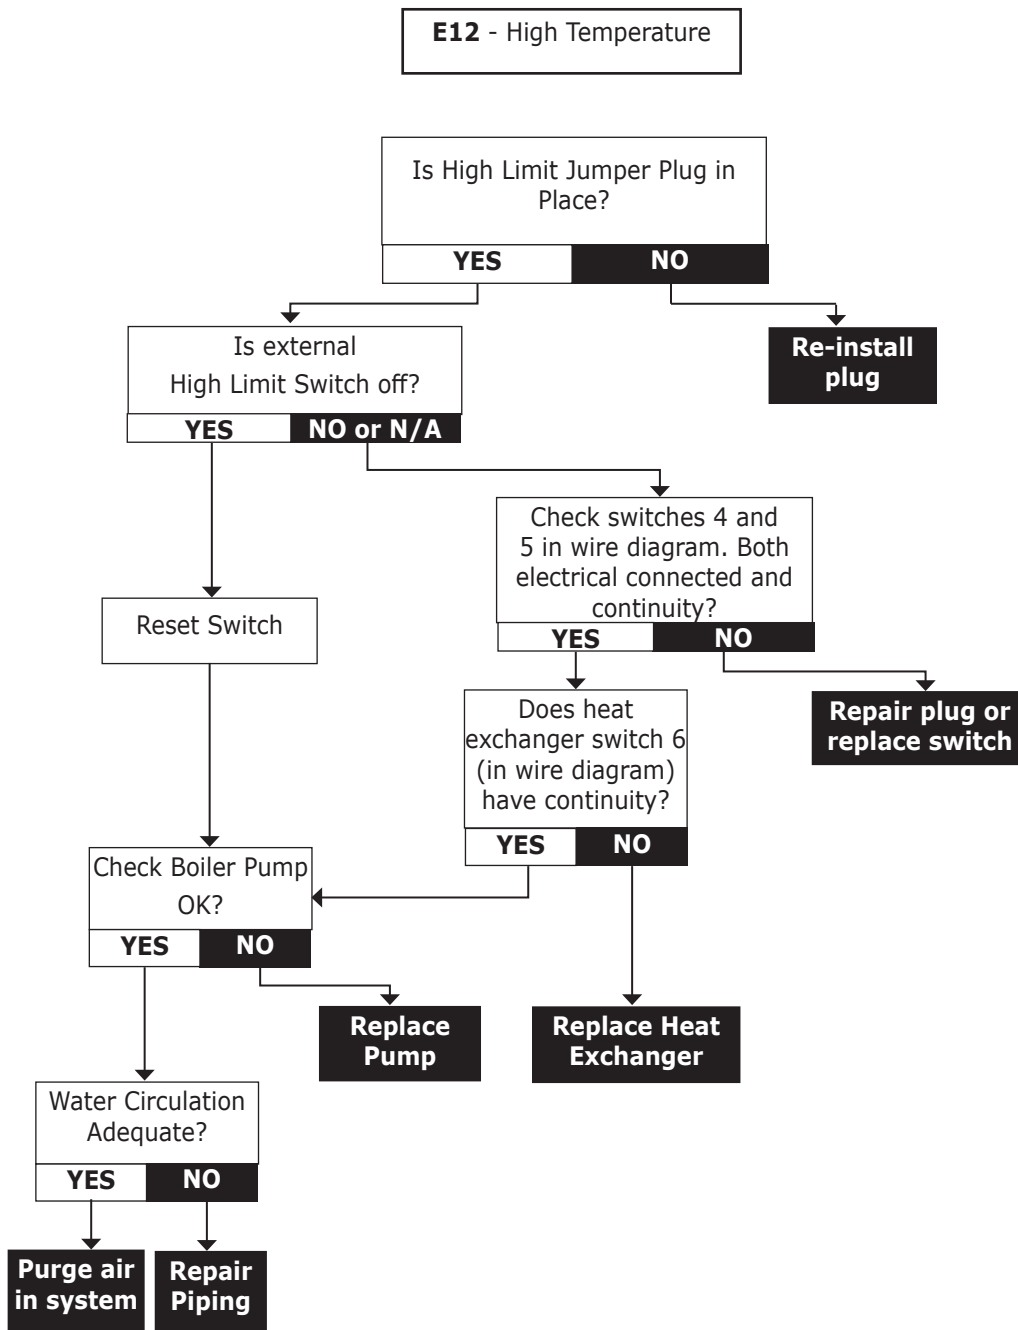 E12 - High Temperature
Is High Limit Jumper Plug in
Place?
YES
NO
Is external
High Limit Switch off?
YES
NO or N/A
Re-install
plug
Check switches 4 and
5 in wire diagram. Both
electrical connected and
continuity?
YES
NO
Reset Switch
Does heat
exchanger switch 6
(in wire diagram)
have continuity?
YES
NO
Repair plug or
replace switch
Check Boiler Pump
OK?
YES
NO
Replace
Pump
Replace Heat
Exchanger
Water Circulation
Adequate?
YES
NO
Purge air
in system
Repair
Piping